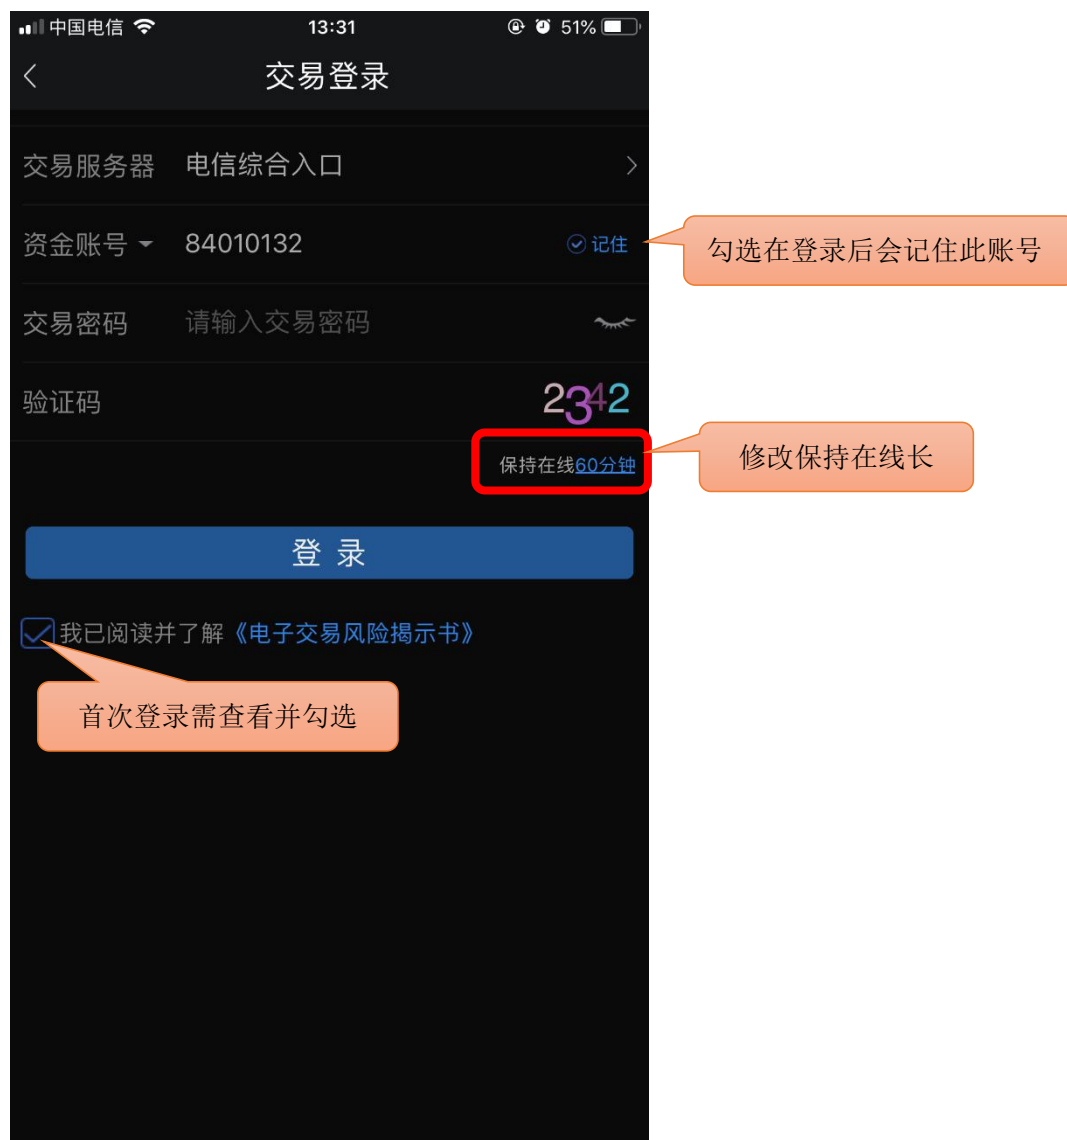 中国电信 13:31 51%
交易登录
交易服务器 电信综合入口
资金账号 84010132 记住
勾选在登录后会记住此账号
交易密码 请输入交易密码
验证码 2342
保持在线60分钟
修改保持在线长
登 录
我已阅读并了解《电子交易风险揭示书》
首次登录需查看并勾选